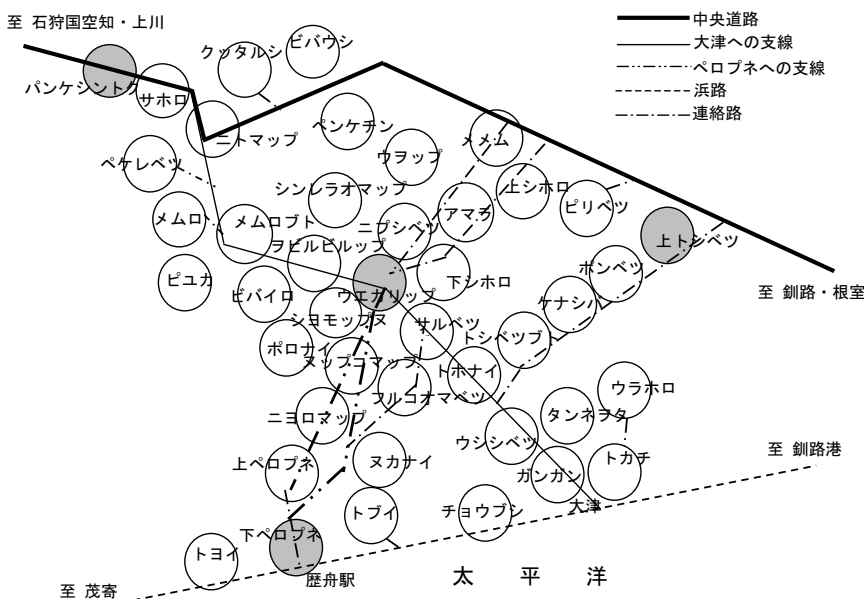 至 石狩国空知・上川
クッタルシ
ビバウシ
中央道路
大津への支線
ペロプネへの支線
浜路
連絡路
パンケシントク
サホロ
ニトマップ
ペンケチン
メメム
ペケレベツ
ウヲップ
シンレラオマップ
上シホロ
ピリベツ
アマラ
メムロ
メムロブト
ニプシベツ
ヲビルビルップ
上トシベツ
ピユカ
ビバイロ
ウエガリップ
下シホロ
ポンベツ
ケナシパ
至 釧路・根室
シヨモップヌ
サルベツ
トシベツブ
ポロナイ
ヌップコマップ
トホナイ
フルコオマベツ
ウラホロ
ニヨロマップ
タンネヲタ
ウシシベツ
上ペロプネ
ヌカナイ
ガンガン
トカチ
至 釧路港
トブイ
チョウブシ
大津
下ペロプネ
トヨイ
歴舟駅
太 平 洋
至 茂寄